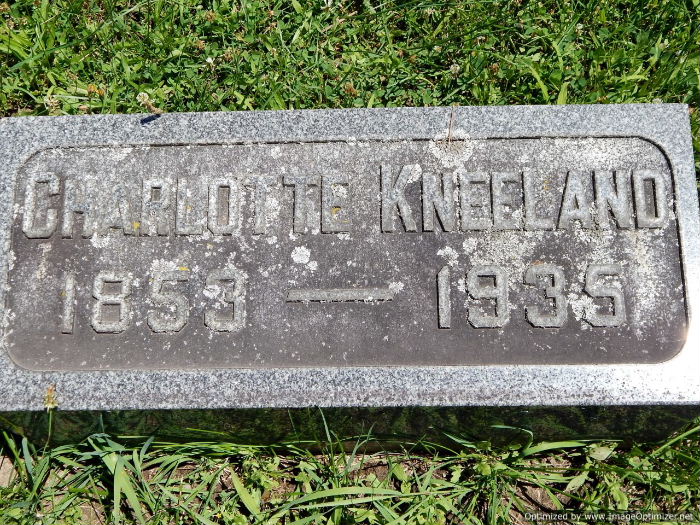 CHARLOTTE KNEELAND
1853 — 1935
Optimized by www.ImageOptimizer.net